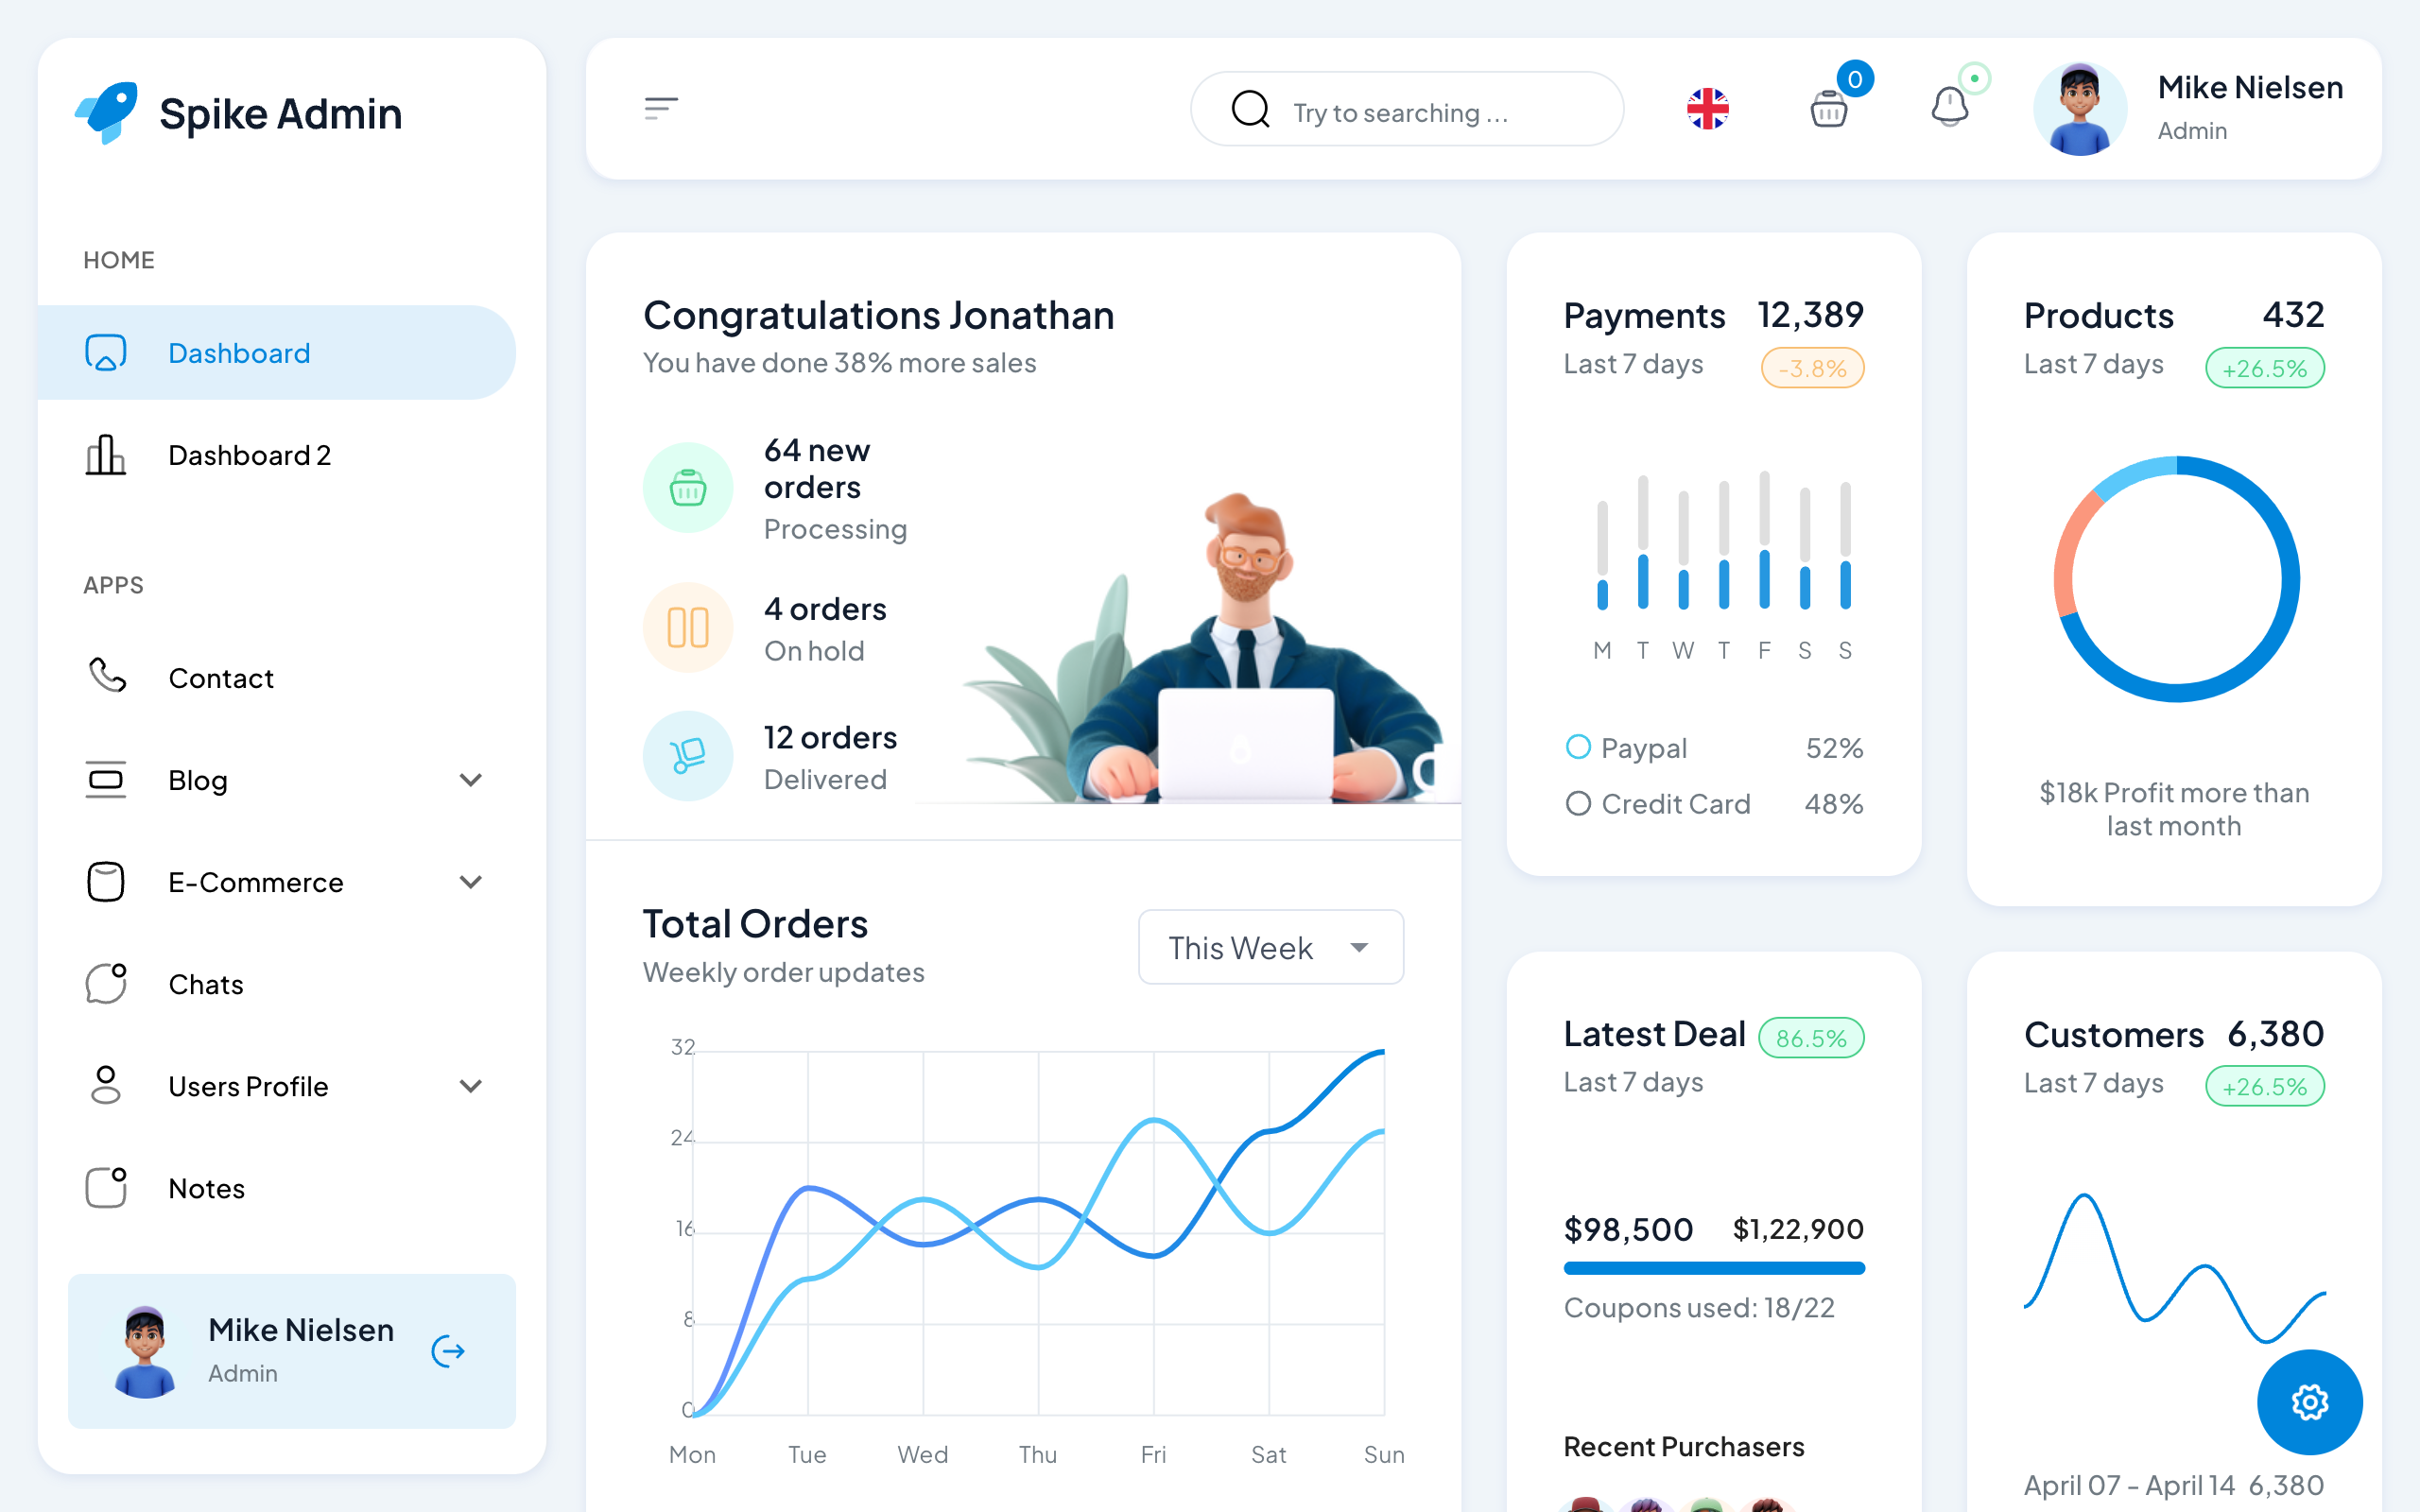 Spike Admin
HOME
Dashboard
Dashboard 2
APPS
Contact
Blog
E-Commerce
Chats
Users Profile
Notes
Mike Nielsen
Admin
Try to searching ...
0
Mike Nielsen
Admin
Congratulations Jonathan
You have done 38% more sales
64 new
orders
Processing
4 orders
On hold
12 orders
Delivered
Total Orders
Weekly order updates
This Week
32
24
16
8
0
Mon Tue Wed Thu Fri Sat Sun
Payments 12,389
Last 7 days -3.8%
M T W T F S S
Paypal 52%
Credit Card 48%
Products 432
Last 7 days +26.5%
$18k Profit more than
last month
Latest Deal 86.5%
Last 7 days
$98,500 $1,22,900
Coupons used: 18/22
Recent Purchasers
Customers 6,380
Last 7 days +26.5%
April 07 - April 14 6,380